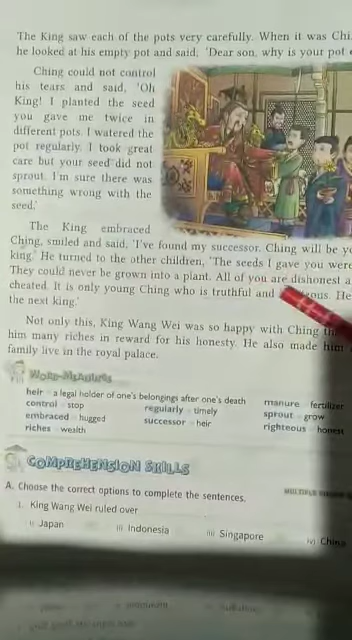 The King saw each of the pots very carefully. When it was
he looked at his empty pot and said, 'Dear son, why is your pot
Ching could not control
his tears and said, 'Oh
King! I planted the seed
you gave me twice in
different pots. I watered the
pot regularly. I took great
care but your seed did not
sprout. I'm sure there was
something wrong with the
seed.'
The King embraced
Ching, smiled and said, 'I've found my successor. Ching will be
king.' He turned to the other children, 'The seeds I gave you were
They could never be grown into a plant. All of you are dishonest
cheated. It is only young Ching who is truthful and
the next king.'
Not only this, King Wang Wei was so happy with Ching
him many riches in reward for his honesty. He also made him
family live in the royal palace.
WORD-MEANINGS
heir - a legal holder of one's belongings after one's death
manure - fertilizer
control - stop
regularly - timely
sprout - grow
embraced - hugged
successor - heir
righteous - honest
riches - wealth
COMPREHENSION SKILLS
A. Choose the correct options to complete the sentences.
MULTIPLE
1. King Wang Wei ruled over
i) Japan
ii) Indonesia
iii) Singapore
iv) China